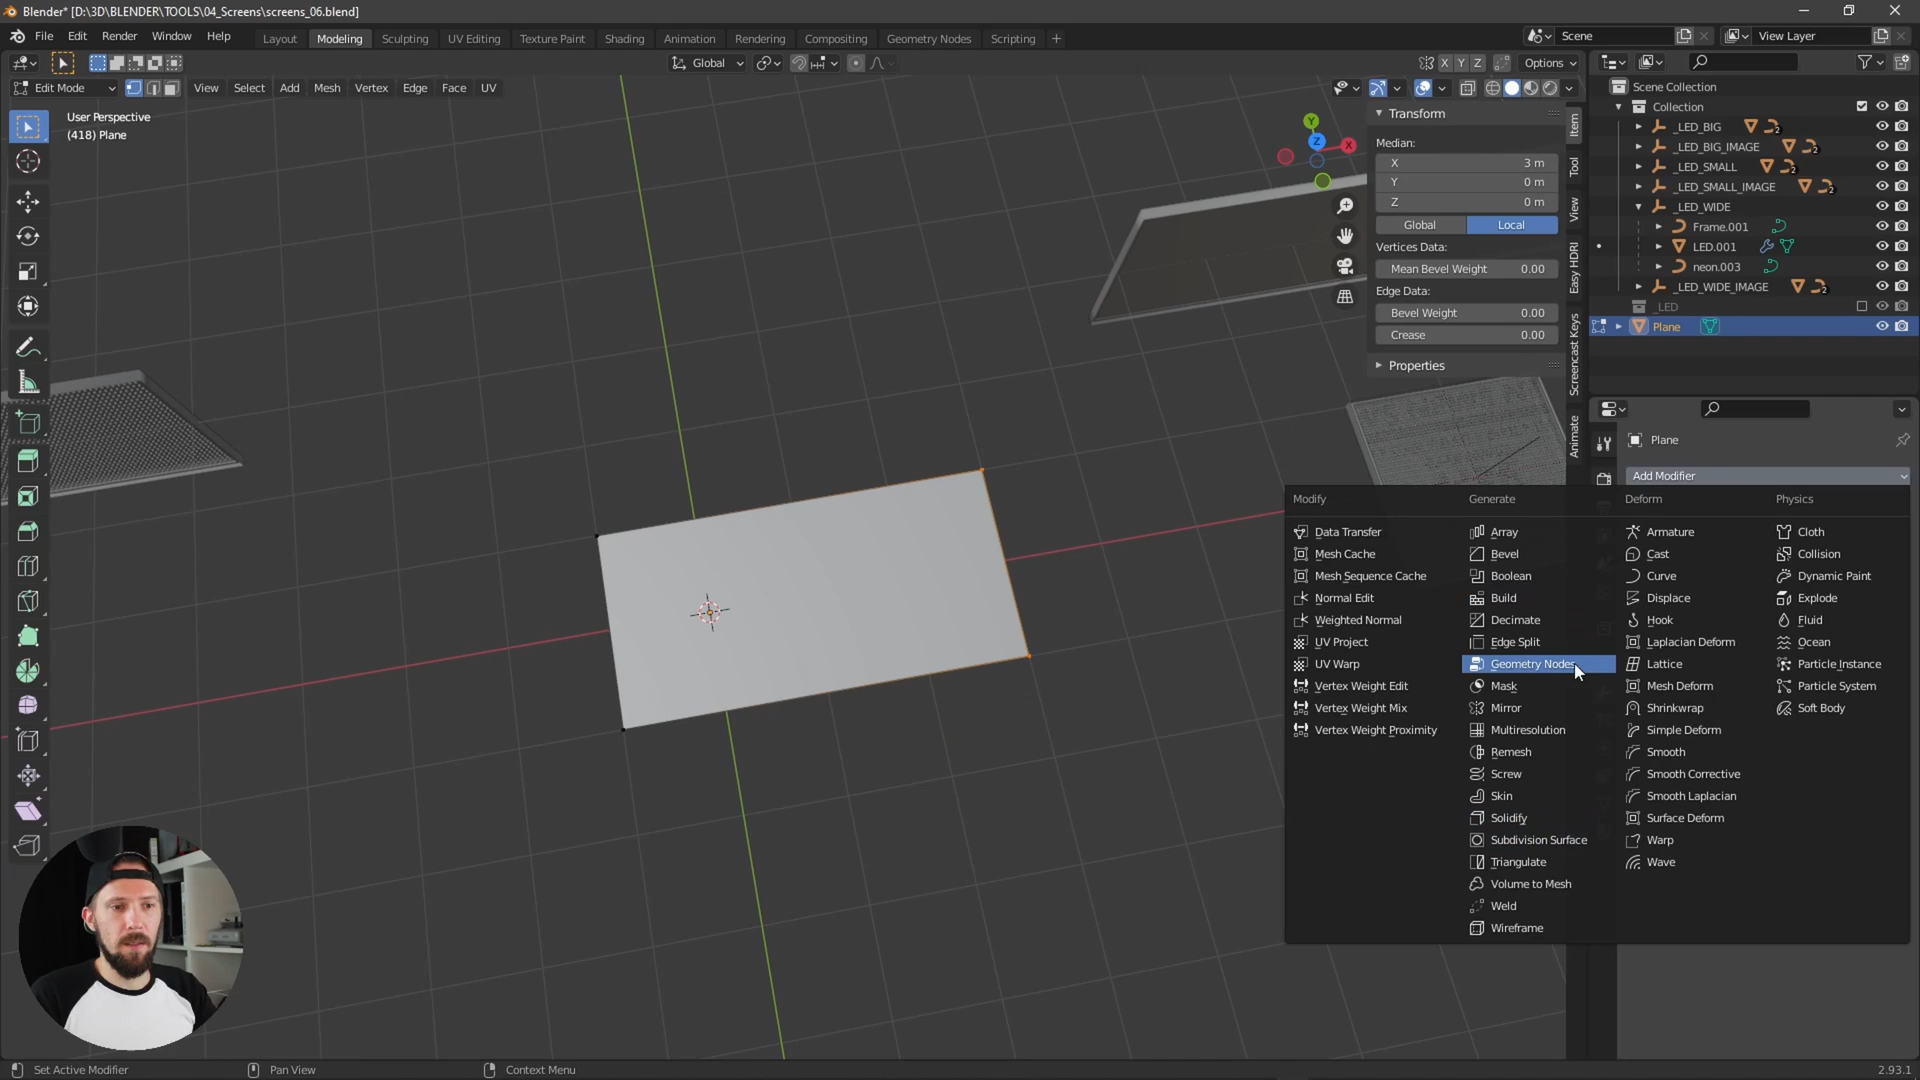 Blender* [D:\3D\BLENDER\TOOLS\04_Screens\screens_06.blend]
File Edit Render Window Help
Layout Modeling Sculpting UV Editing Texture Paint Shading Animation Rendering Compositing Geometry Nodes Scripting +
Scene View Layer
Global
X Y Z Options
Edit Mode View Select Add Mesh Vertex Edge Face UV
User Perspective
(418) Plane
Y
Z
X
Transform
Median:
X 3 m
Y 0 m
Z 0 m
Global Local
Vertices Data:
Mean Bevel Weight 0.00
Edge Data:
Bevel Weight 0.00
Crease 0.00
Properties
Item
Tool
View
Easy HDRI
Screencast Keys
Animate
Scene Collection
Collection
_LED_BIG 2
_LED_BIG_IMAGE 2
_LED_SMALL 2
_LED_SMALL_IMAGE 2
_LED_WIDE
Frame.001
LED.001
neon.003
_LED_WIDE_IMAGE 2
_LED
Plane
Plane
Add Modifier
Modify
Data Transfer
Mesh Cache
Mesh Sequence Cache
Normal Edit
Weighted Normal
UV Project
UV Warp
Vertex Weight Edit
Vertex Weight Mix
Vertex Weight Proximity
Generate
Array
Bevel
Boolean
Build
Decimate
Edge Split
Geometry Nodes
Mask
Mirror
Multiresolution
Remesh
Screw
Skin
Solidify
Subdivision Surface
Triangulate
Volume to Mesh
Weld
Wireframe
Deform
Armature
Cast
Curve
Displace
Hook
Laplacian Deform
Lattice
Mesh Deform
Shrinkwrap
Simple Deform
Smooth
Smooth Corrective
Smooth Laplacian
Surface Deform
Warp
Wave
Physics
Cloth
Collision
Dynamic Paint
Explode
Fluid
Ocean
Particle Instance
Particle System
Soft Body
Set Active Modifier Pan View Context Menu 2.93.1